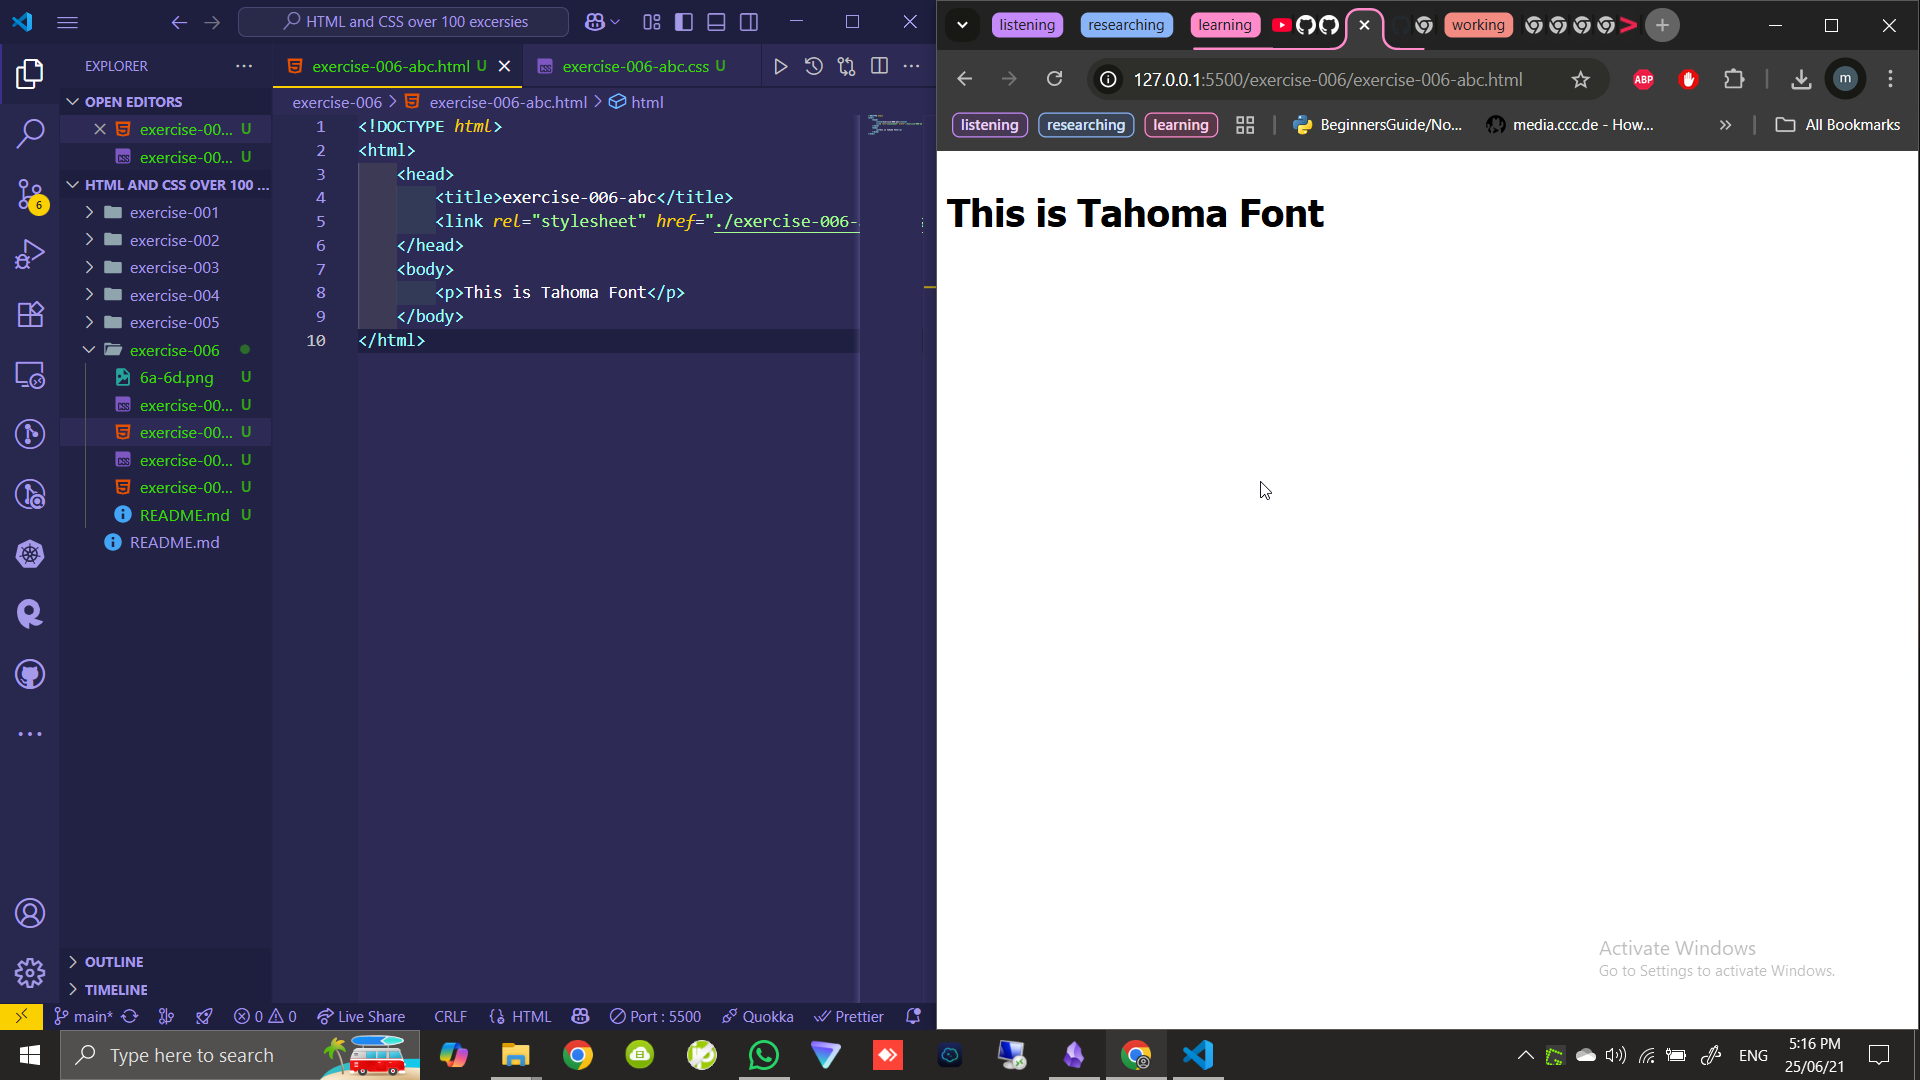 HTML and CSS over 100 excersies
EXPLORER
OPEN EDITORS
exercise-00... U
exercise-00... U
HTML AND CSS OVER 100 ...
exercise-001
exercise-002
exercise-003
exercise-004
exercise-005
exercise-006
6a-6d.png U
exercise-00... U
exercise-00... U
exercise-00... U
exercise-00... U
README.md U
README.md
OUTLINE
TIMELINE
6
exercise-006-abc.html U
exercise-006-abc.css U
exercise-006 > exercise-006-abc.html > html
1 <!DOCTYPE html>
2 <html>
3 <head>
4 <title>exercise-006-abc</title>
5 <link rel="stylesheet" href="./exercise-006-
6 </head>
7 <body>
8 <p>This is Tahoma Font</p>
9 </body>
10 </html>
main* 0 0 Live Share CRLF HTML Port : 5500 Quokka Prettier
listening researching learning working
127.0.0.1:5500/exercise-006/exercise-006-abc.html
ABP
m
listening researching learning BeginnersGuide/No... media.ccc.de - How... » All Bookmarks
This is Tahoma Font
Activate Windows
Go to Settings to activate Windows.
Type here to search
ENG
5:16 PM
25/06/21